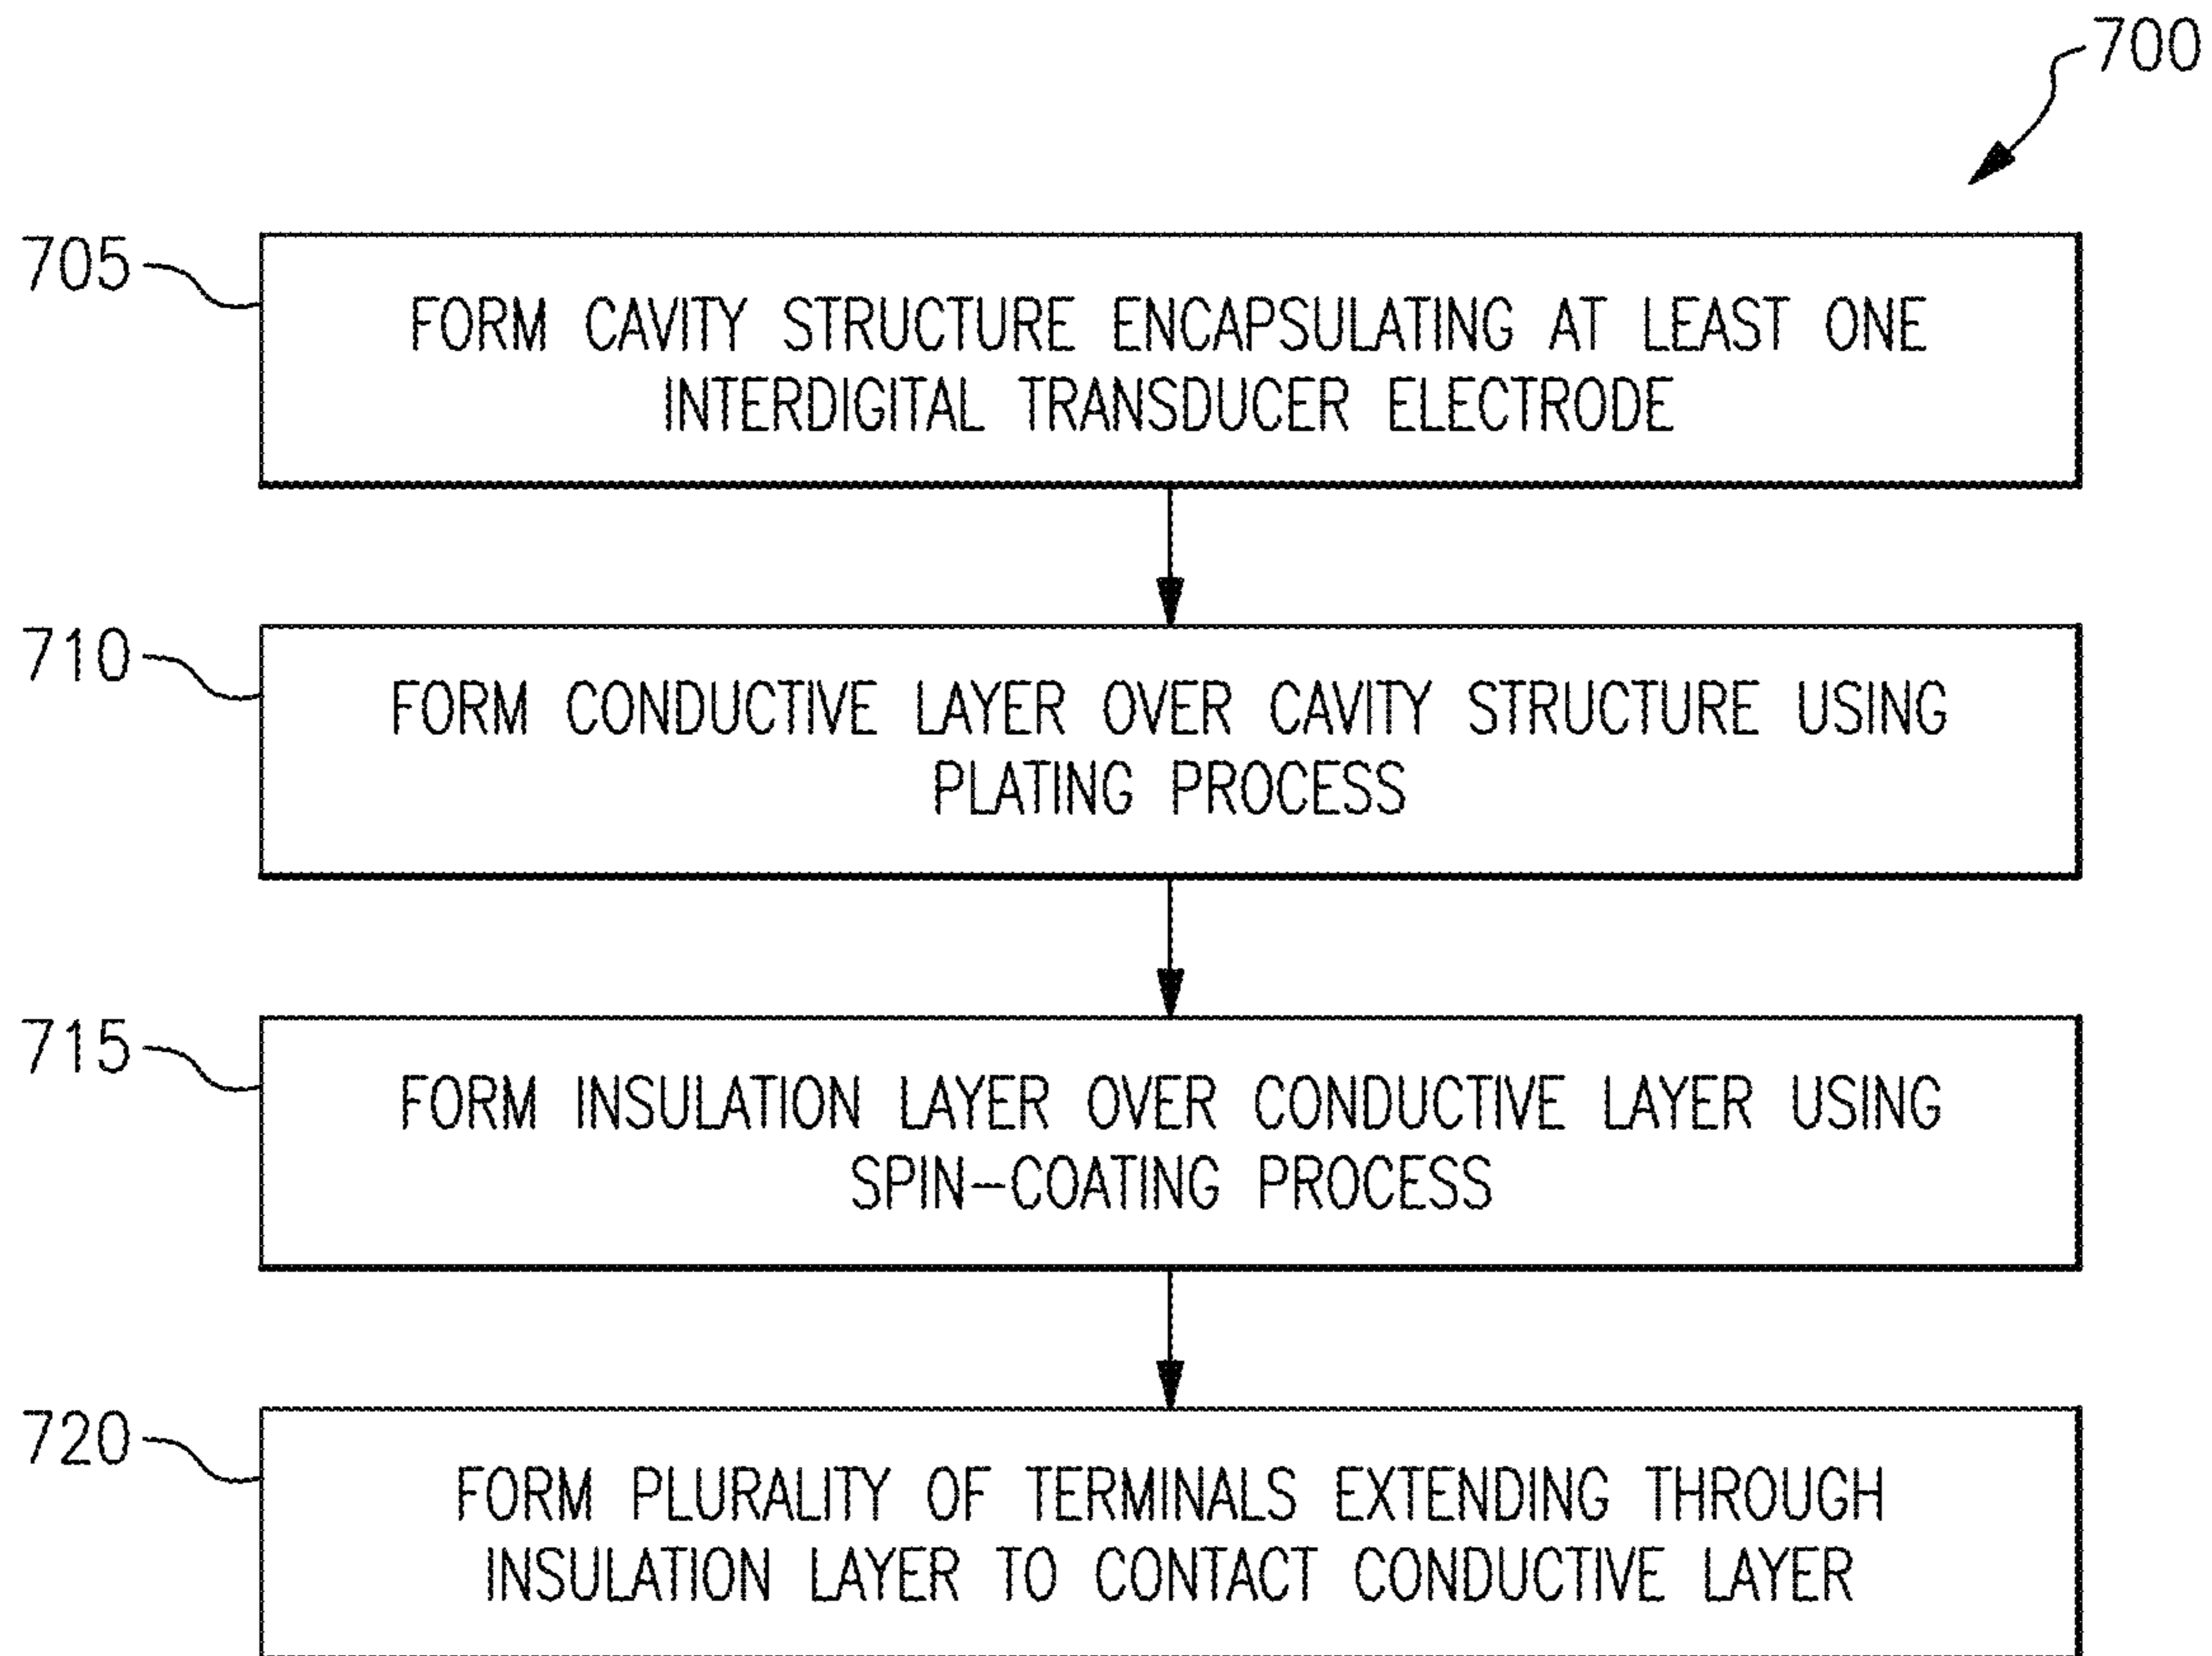 700
705
FORM CAVITY STRUCTURE ENCAPSULATING AT LEAST ONE
INTERDIGITAL TRANSDUCER ELECTRODE
710
FORM CONDUCTIVE LAYER OVER CAVITY STRUCTURE USING
PLATING PROCESS
715
FORM INSULATION LAYER OVER CONDUCTIVE LAYER USING
SPIN-COATING PROCESS
720
FORM PLURALITY OF TERMINALS EXTENDING THROUGH
INSULATION LAYER TO CONTACT CONDUCTIVE LAYER